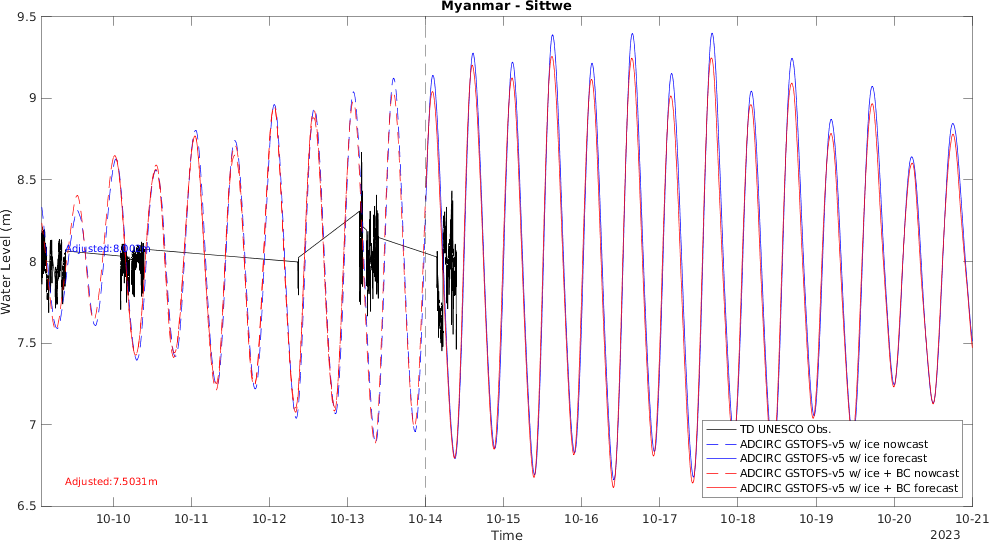 Myanmar - Sittwe
9.5
9
8.5
8
7.5
7
6.5
Water Level (m)
Adjusted:8.003m
Adjusted:7.5031m
TD UNESCO Obs.
ADCIRC GSTOFS-v5 w/ ice nowcast
ADCIRC GSTOFS-v5 w/ ice forecast
ADCIRC GSTOFS-v5 w/ ice + BC nowcast
ADCIRC GSTOFS-v5 w/ ice + BC forecast
10-10 10-11 10-12 10-13 10-14 10-15 10-16 10-17 10-18 10-19 10-20 10-21
Time
2023